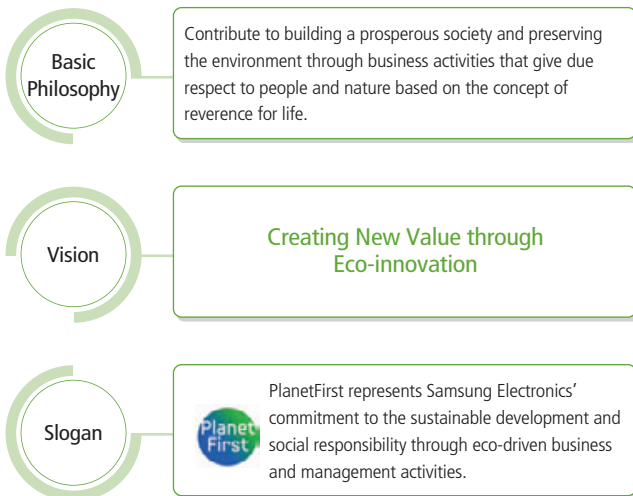 Basic
Philosophy
Contribute to building a prosperous society and preserving
the environment through business activities that give due
respect to people and nature based on the concept of
reverence for life.
Vision
Creating New Value through
Eco-innovation
Slogan
Planet
First
PlanetFirst represents Samsung Electronics’
commitment to the sustainable development and
social responsibility through eco-driven business
and management activities.